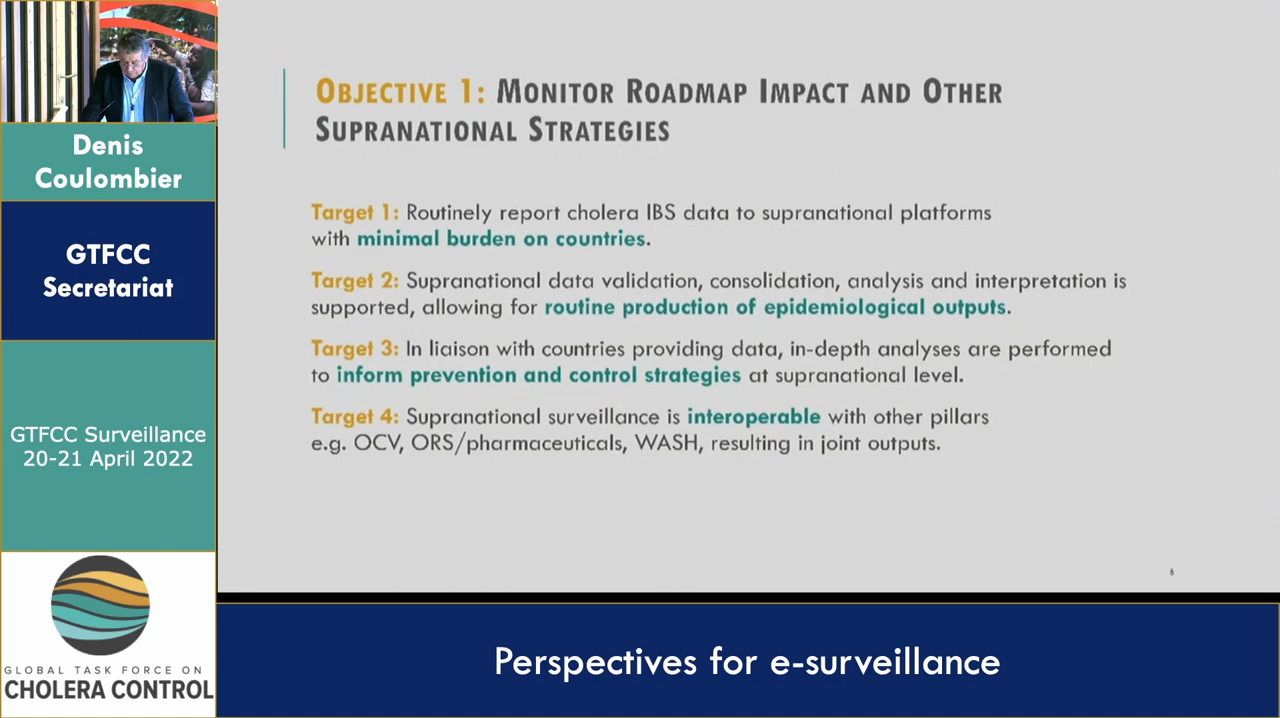 Denis
Coulombier
GTFCC
Secretariat
GTFCC Surveillance
20-21 April 2022
GLOBAL TASK FORCE ON
CHOLERA CONTROL
OBJECTIVE 1: MONITOR ROADMAP IMPACT AND OTHER
SUPRANATIONAL STRATEGIES
Target 1: Routinely report cholera IBS data to supranational platforms
with minimal burden on countries.
Target 2: Supranational data validation, consolidation, analysis and interpretation is
supported, allowing for routine production of epidemiological outputs.
Target 3: In liaison with countries providing data, in-depth analyses are performed
to inform prevention and control strategies at supranational level.
Target 4: Supranational surveillance is interoperable with other pillars
e.g. OCV, ORS/pharmaceuticals, WASH, resulting in joint outputs.
6
Perspectives for e-surveillance